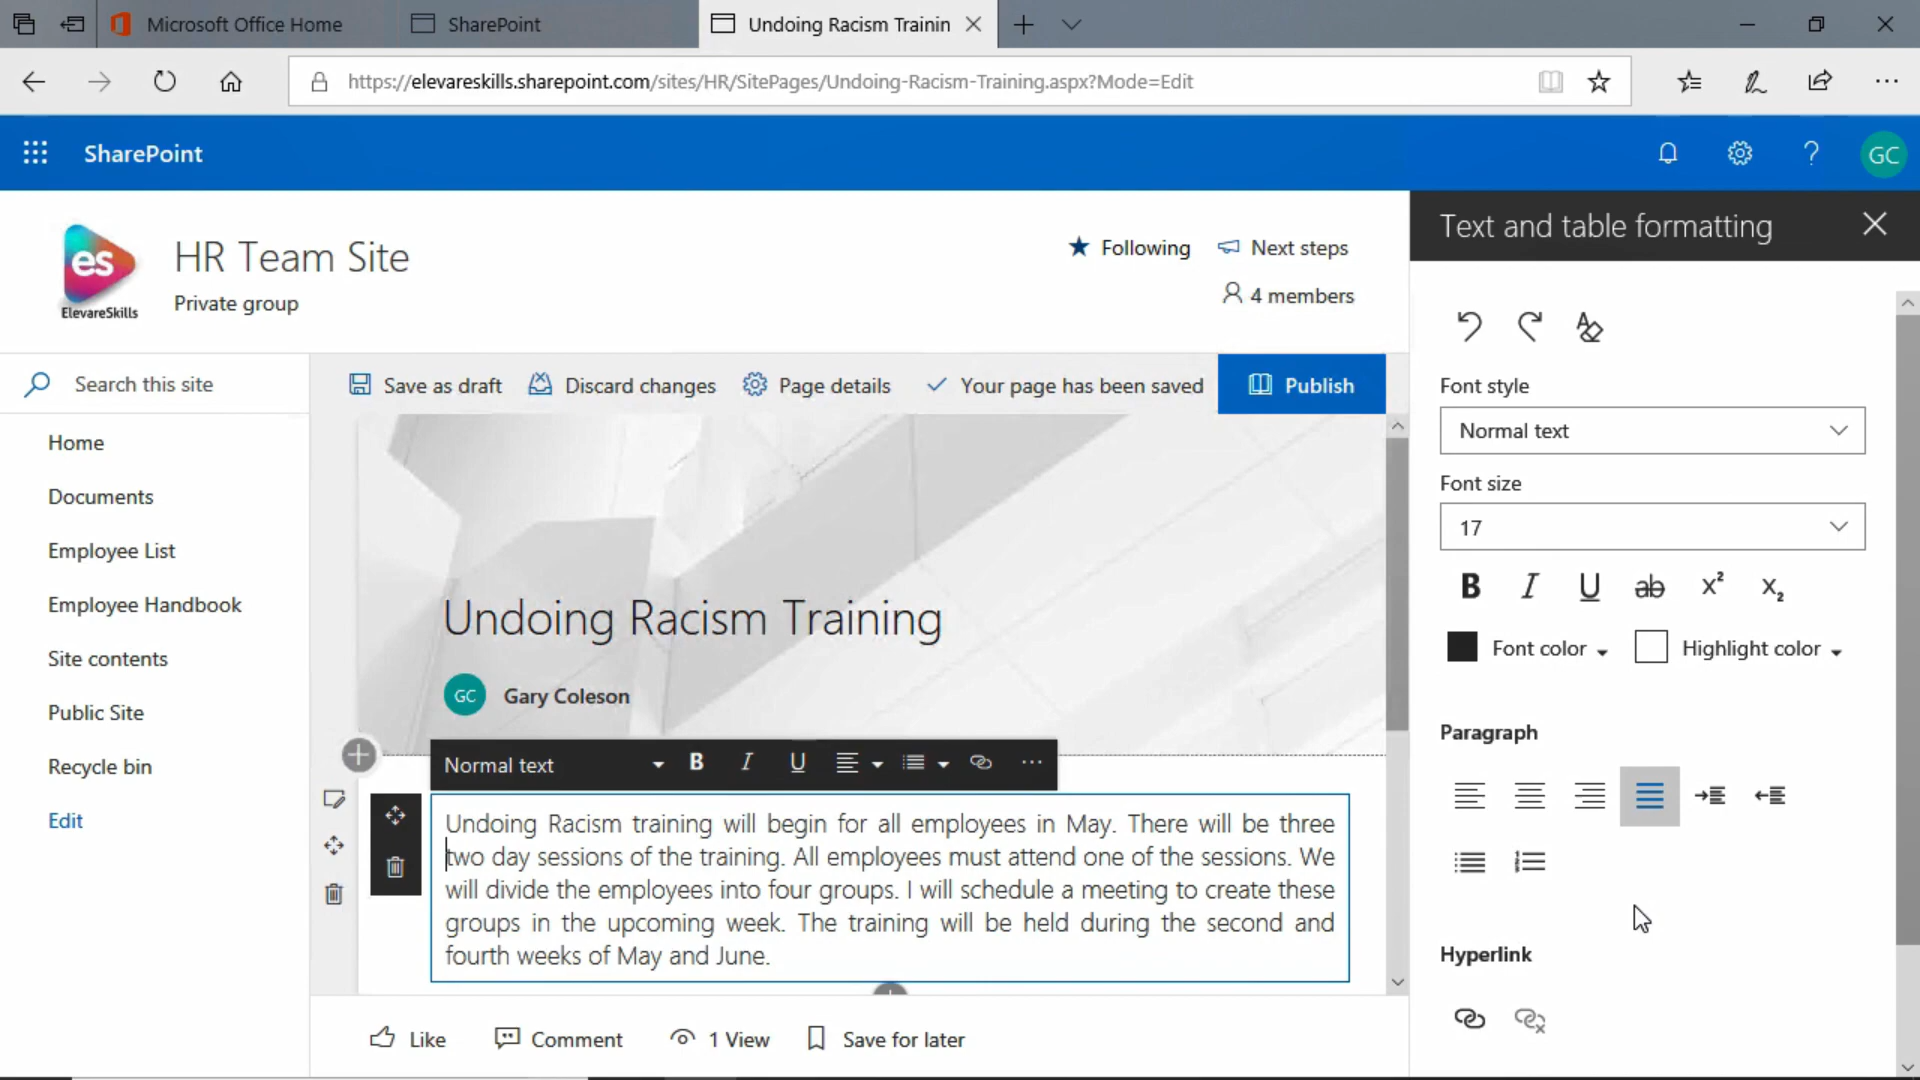 Microsoft Office Home
SharePoint
Undoing Racism Trainin
https://elevareskills.sharepoint.com/sites/HR/SitePages/Undoing-Racism-Training.aspx?Mode=Edit
SharePoint
GC
es
ElevareSkills
HR Team Site
Private group
Following
Next steps
4 members
Search this site
Home
Documents
Employee List
Employee Handbook
Site contents
Public Site
Recycle bin
Edit
Save as draft
Discard changes
Page details
Your page has been saved
Publish
Undoing Racism Training
GC
Gary Coleson
Normal text
B I U
Undoing Racism training will begin for all employees in May. There will be three
two day sessions of the training. All employees must attend one of the sessions. We
will divide the employees into four groups. I will schedule a meeting to create these
groups in the upcoming week. The training will be held during the second and
fourth weeks of May and June.
Like
Comment
1 View
Save for later
Text and table formatting
Font style
Normal text
Font size
17
B I U ab x² x₂
Font color
Highlight color
Paragraph
Hyperlink